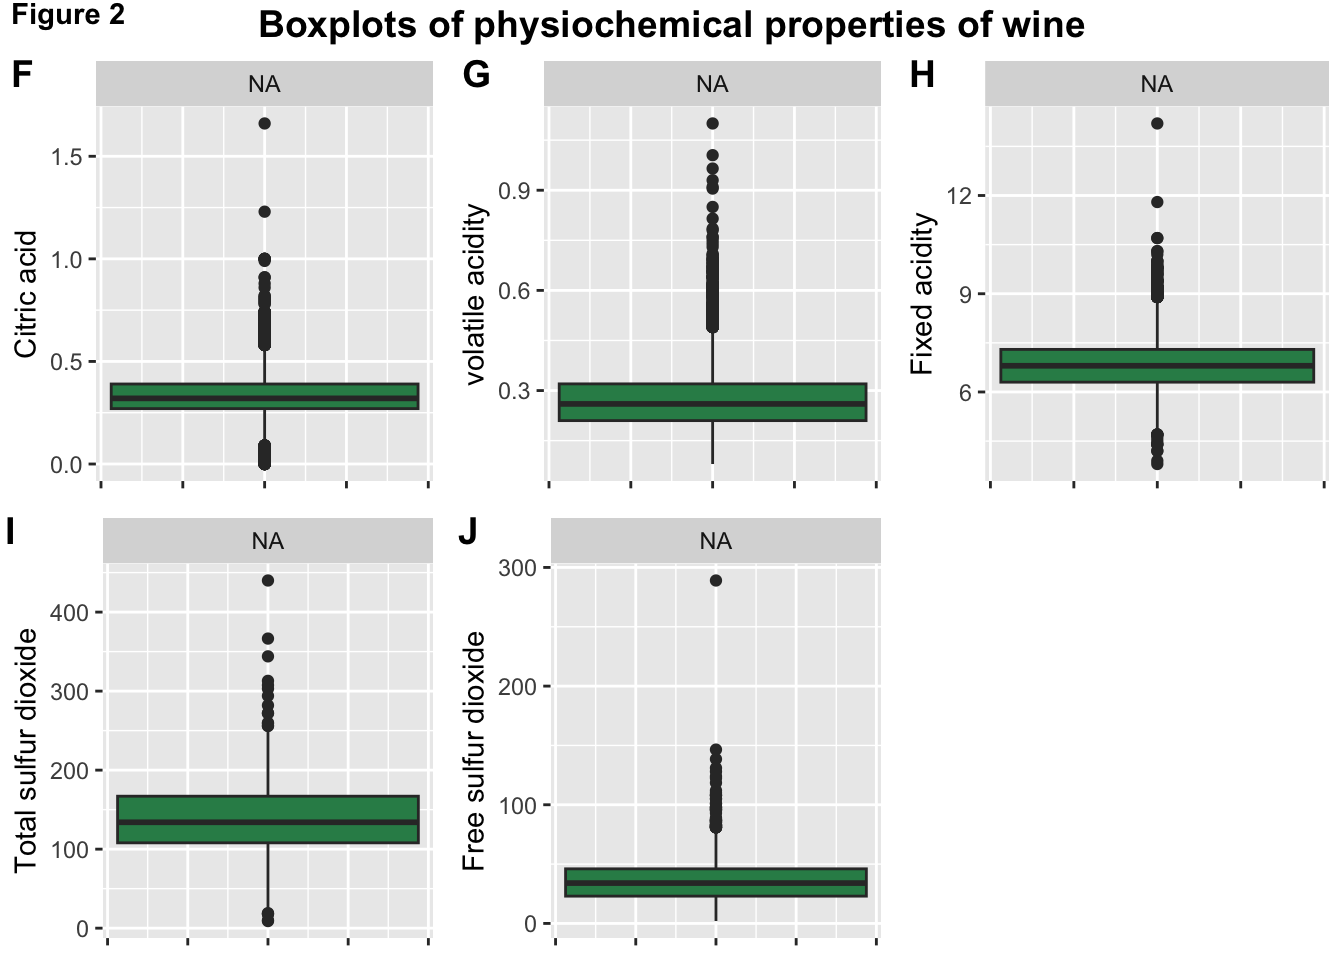 Figure 2
Boxplots of physiochemical properties of wine
F
NA
Citric acid
1.5
1.0
0.5
0.0
G
NA
volatile acidity
0.9
0.6
0.3
H
NA
Fixed acidity
12
9
6
I
NA
Total sulfur dioxide
400
300
200
100
0
J
NA
Free sulfur dioxide
300
200
100
0